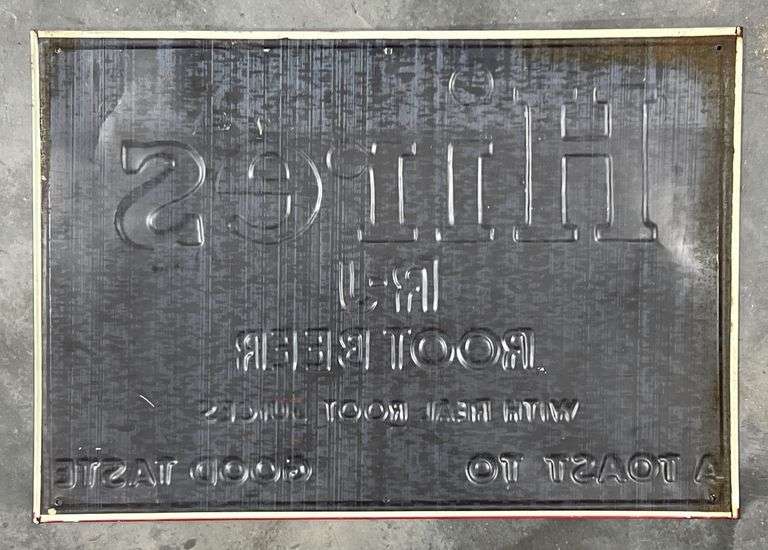 Hires
R-J
ROOT BEER
WITH REAL ROOT JUICES
A TOAST TO GOOD TASTE